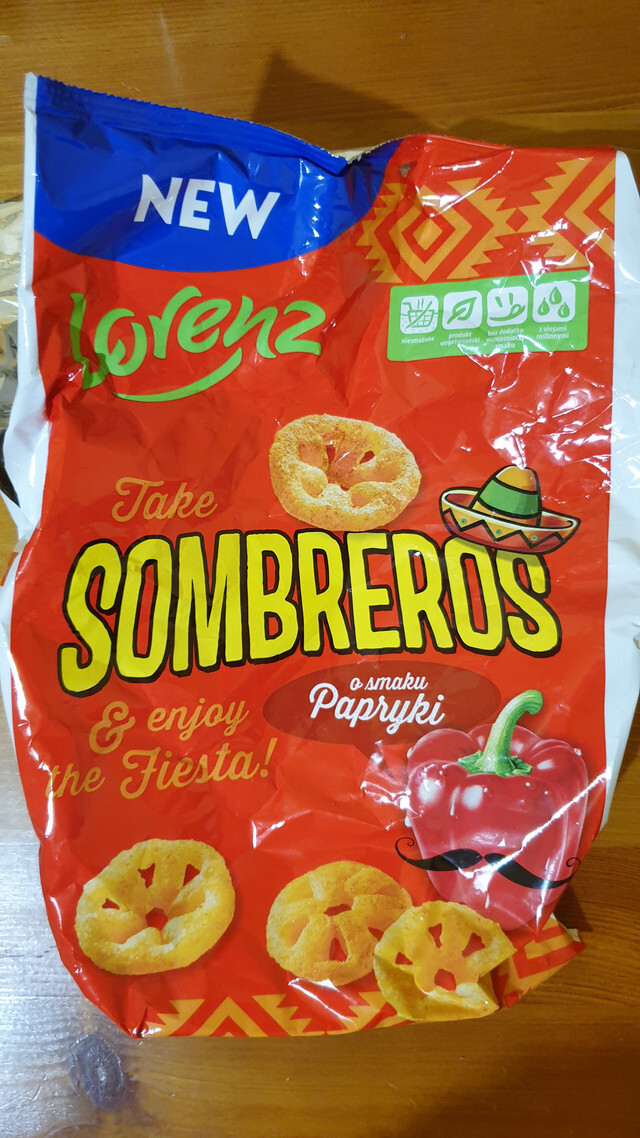 NEW
Lorenz
niesmażone
produkt
wegetariański
bez dodatku
wzmacniaczy
smaku
z olejami
roślinnymi
Take
SOMBREROS
& enjoy
the Fiesta!
o smaku
Papryki